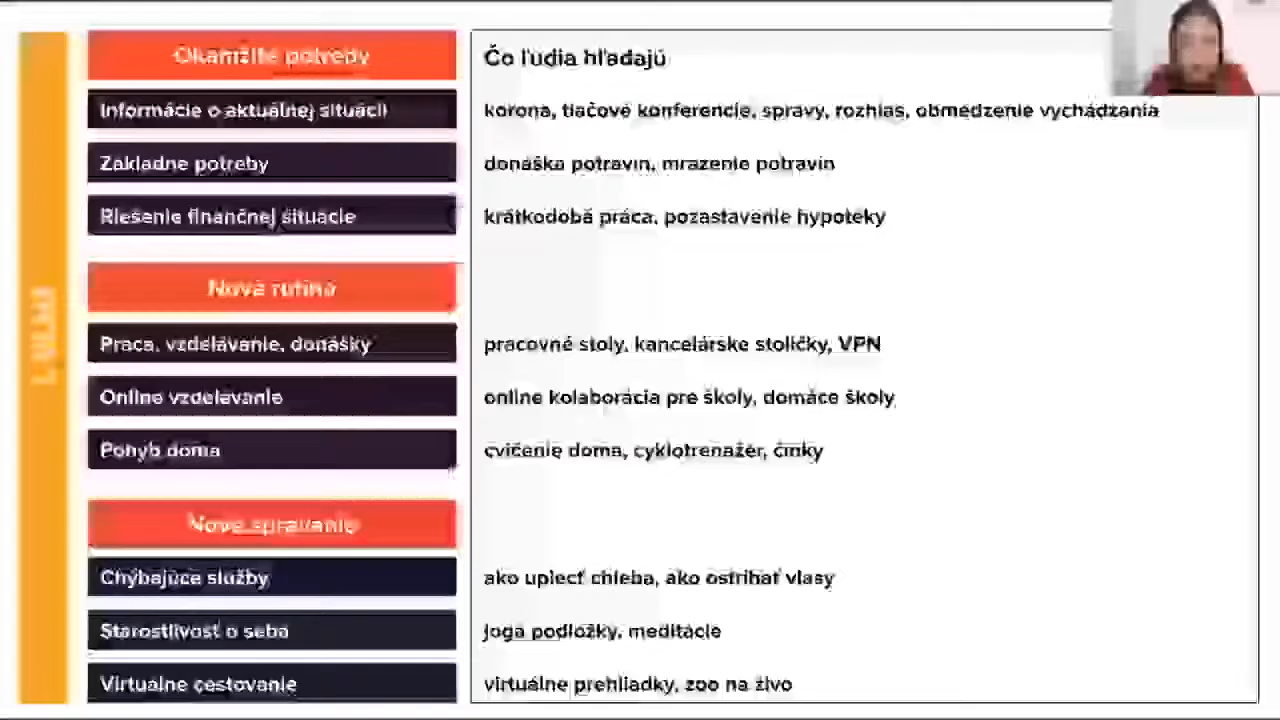 Okamžité potreby
Čo ľudia hľadajú
Informácie o aktuálnej situácii
korona, tlačové konferencie, správy, rozhlas, obmedzenie vychádzania
Základné potreby
donáška potravín, mrazenie potravín
Riešenie finančnej situácie
krátkodobá práca, pozastavenie hypotéky
Nová rutina
Práca, vzdelávanie, donášky
pracovné stoly, kancelárske stoličky, VPN
Online vzdelávanie
online kolaborácia pre školy, domáce školy
Pohyb doma
cvičenie doma, cyklotrenažér, činky
Nové správanie
Chýbajúce služby
ako upiecť chleba, ako ostrihať vlasy
Starostlivosť o seba
joga podložky, meditácie
Virtuálne cestovanie
virtuálne prehliadky, zoo na živo